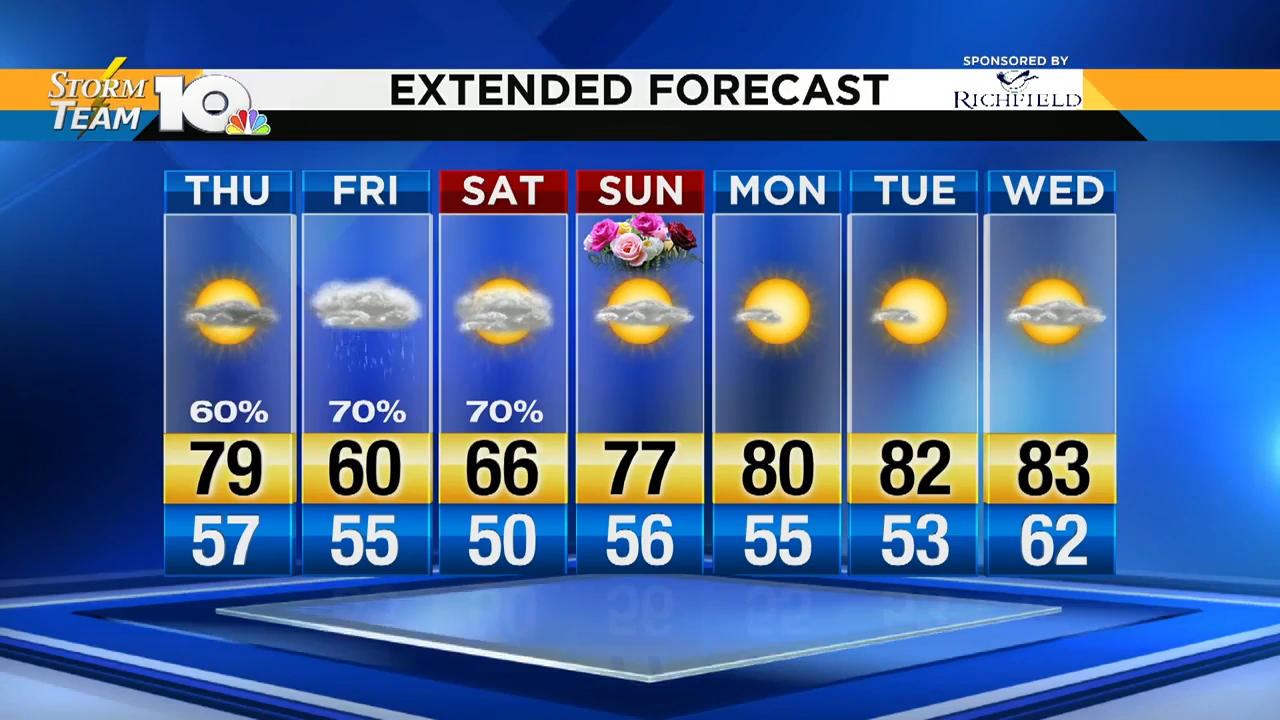 STORM TEAM 10
EXTENDED FORECAST
SPONSORED BY
RICHFIELD
THU FRI SAT SUN MON TUE WED
60% 70% 70%
79 60 66 77 80 82 83
57 55 50 56 55 53 62